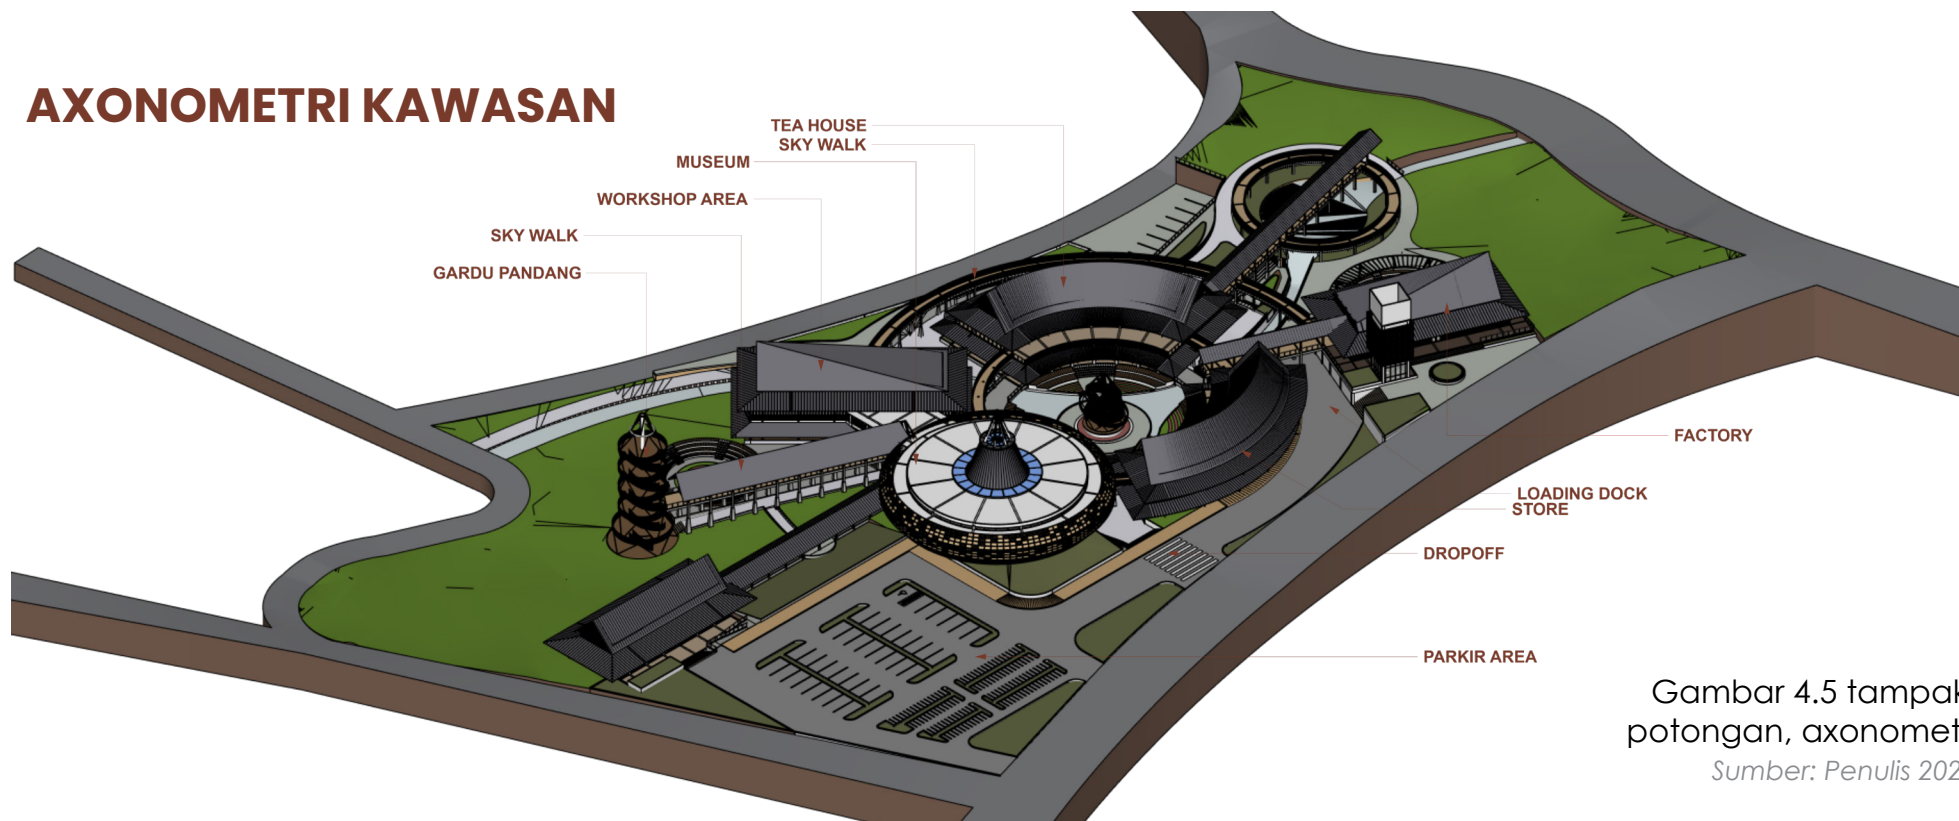 AXONOMETRI KAWASAN
TEA HOUSE
SKY WALK
MUSEUM
WORKSHOP AREA
SKY WALK
GARDU PANDANG
FACTORY
LOADING DOCK
STORE
DROPOFF
PARKIR AREA
Gambar 4.5 tampak
potongan, axonomet
Sumber: Penulis 202